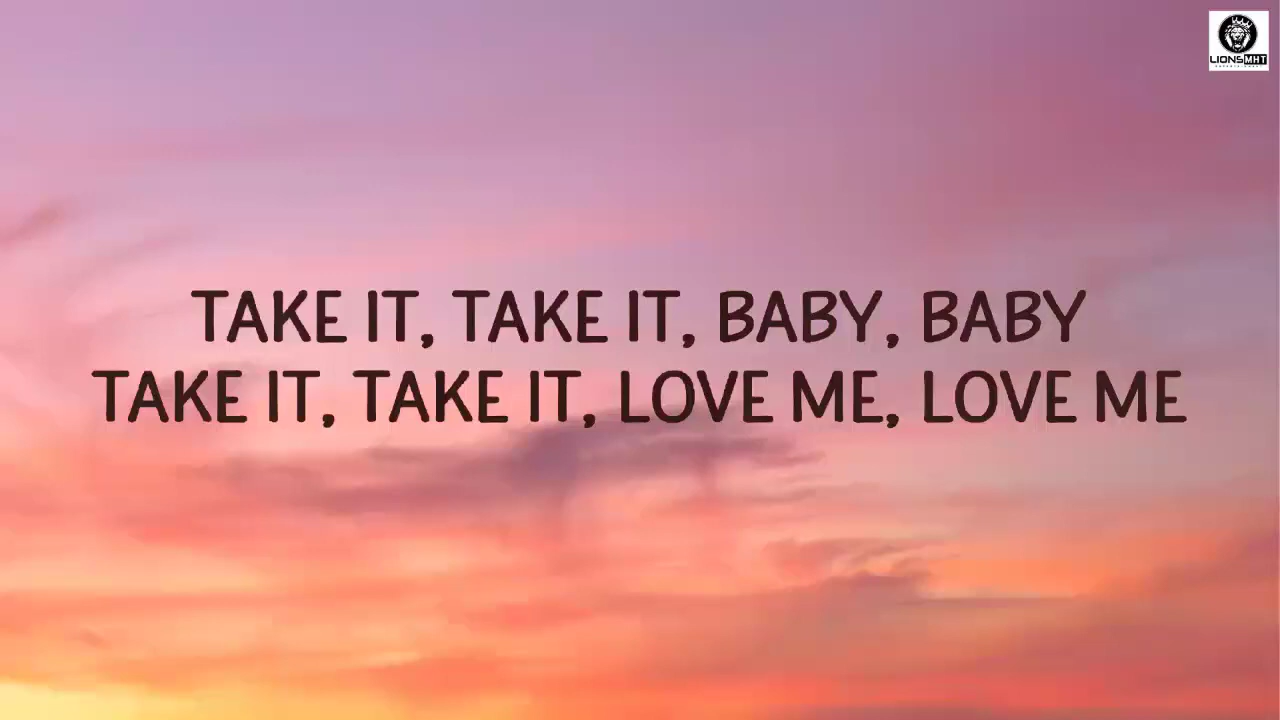 LIONSMHT
TAKE IT, TAKE IT, BABY, BABY
TAKE IT, TAKE IT, LOVE ME, LOVE ME